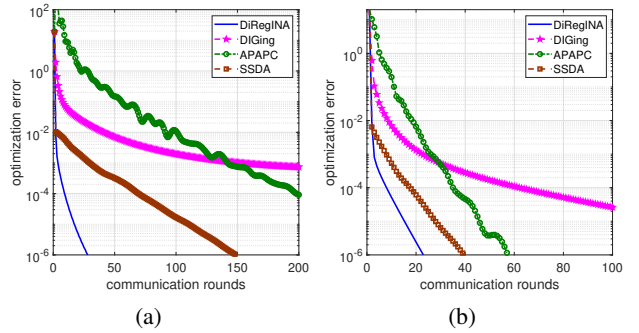 optimization error
10^2
10^0
10^-2
10^-4
10^-6
0
50
100
150
200
communication rounds
DiRegINA
DIGing
APAPC
SSDA
(a)
optimization error
10^0
10^-2
10^-4
10^-6
0
20
40
60
80
100
communication rounds
DiRegINA
DIGing
APAPC
SSDA
(b)